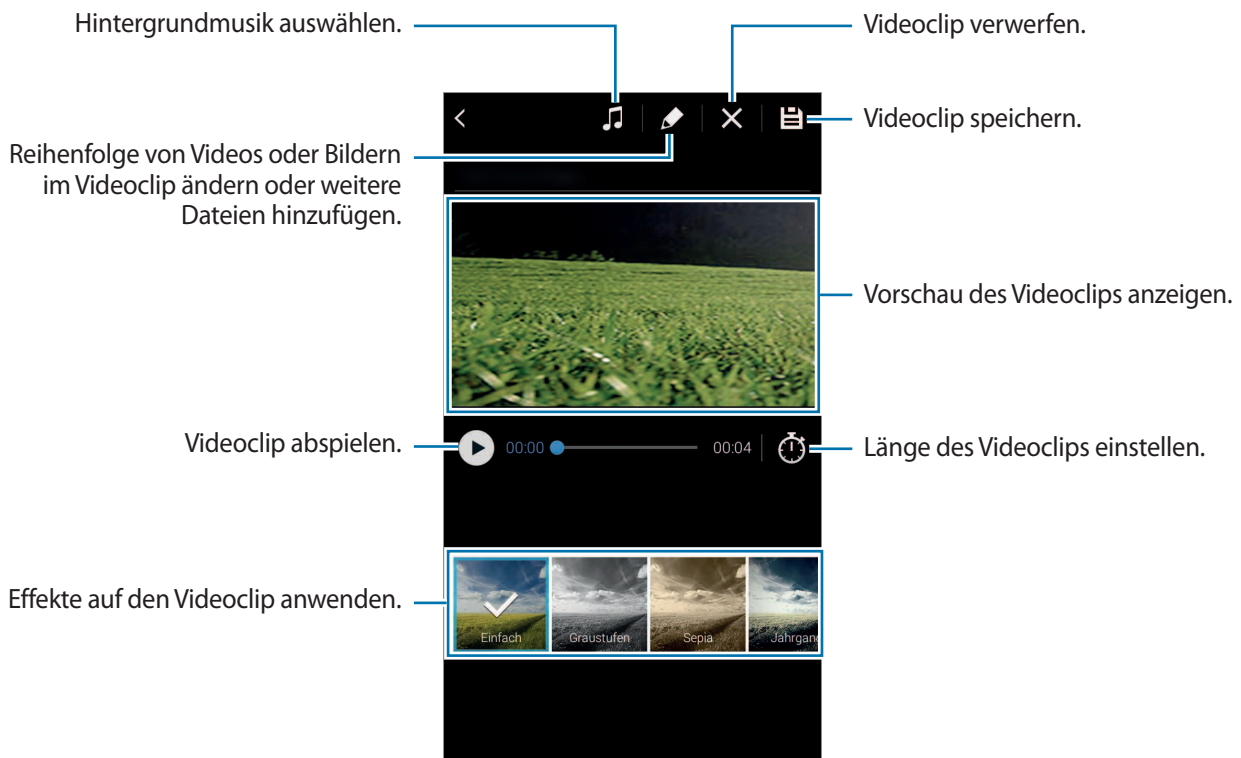 Hintergrundmusik auswählen.
Videoclip verwerfen.
Videoclip speichern.
Reihenfolge von Videos oder Bildern
im Videoclip ändern oder weitere
Dateien hinzufügen.
Vorschau des Videoclips anzeigen.
Videoclip abspielen.
00:00
00:04
Länge des Videoclips einstellen.
Effekte auf den Videoclip anwenden.
Einfach
Graustufen
Sepia
Jahrgang